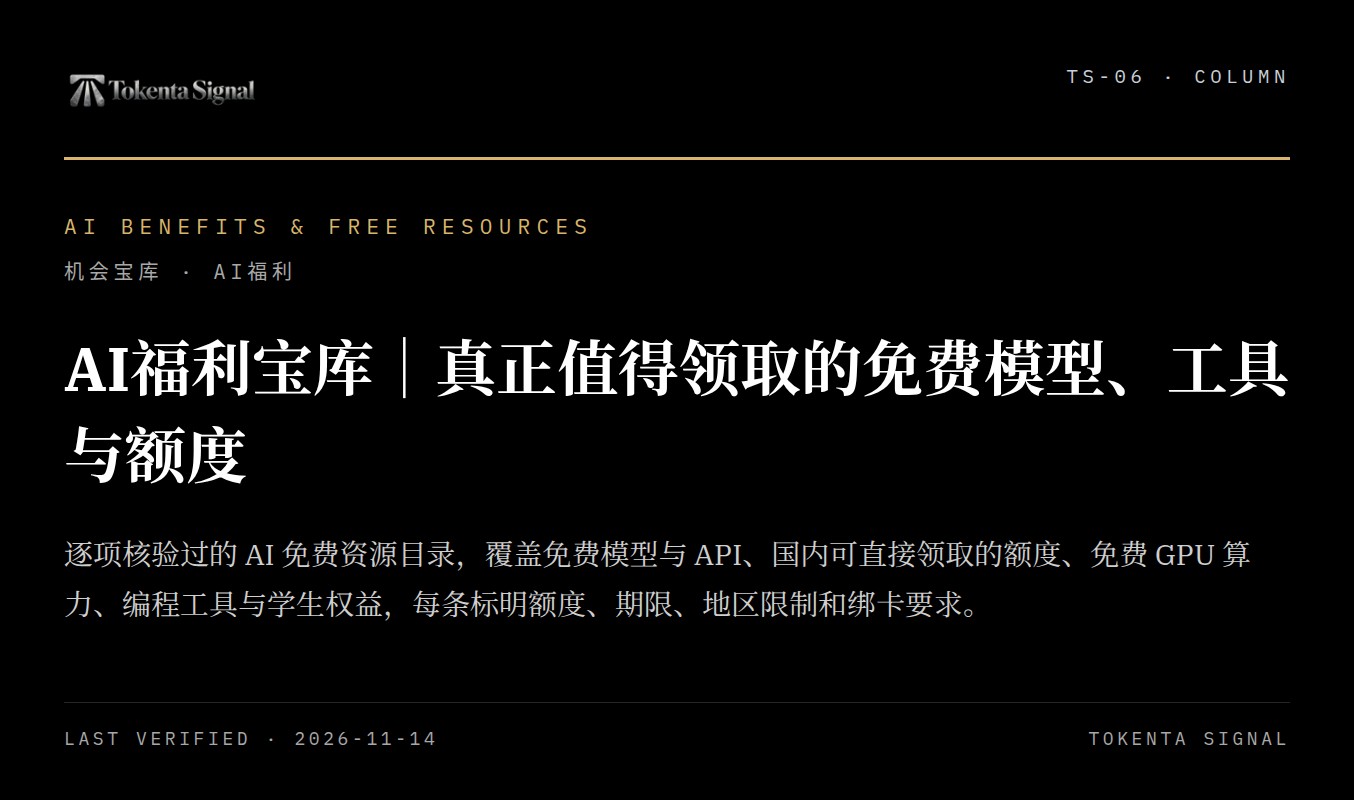 Tokenta Signal
TS-06 · COLUMN
AI BENEFITS & FREE RESOURCES
机会宝库 · AI福利
AI福利宝库｜真正值得领取的免费模型、工具
与额度
逐项核验过的 AI 免费资源目录，覆盖免费模型与 API、国内可直接领取的额度、免费 GPU 算
力、编程工具与学生权益，每条标明额度、期限、地区限制和绑卡要求。
LAST VERIFIED · 2026-11-14
TOKENTA SIGNAL